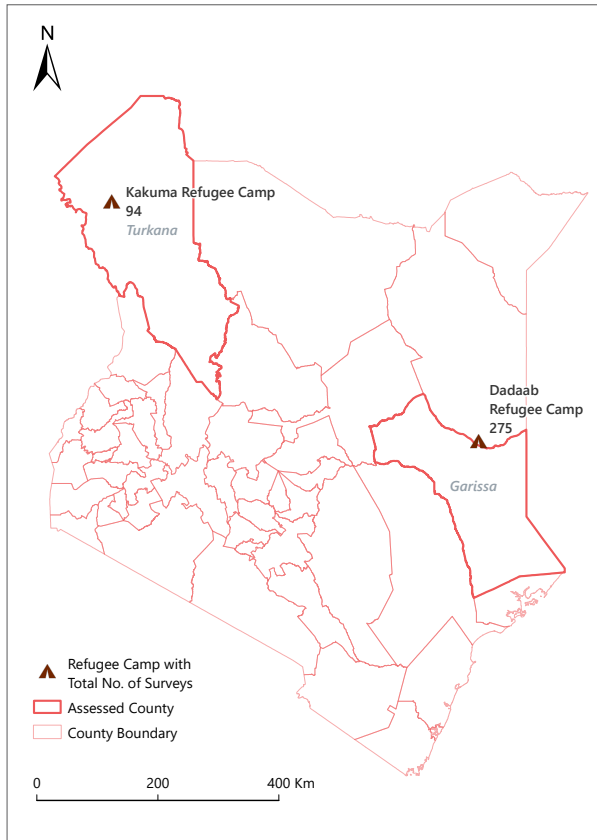 N
Kakuma Refugee Camp
94
Turkana
Dadaab
Refugee Camp
275
Garissa
Refugee Camp with
Total No. of Surveys
Assessed County
County Boundary
0 200 400 Km